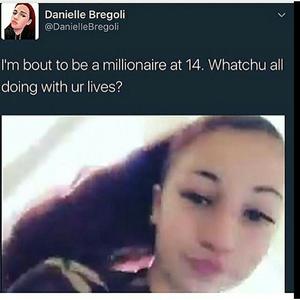 Danielle Bregoli
@DanielleBregoli
I'm bout to be a millionaire at 14. Whatchu all
doing with ur lives?